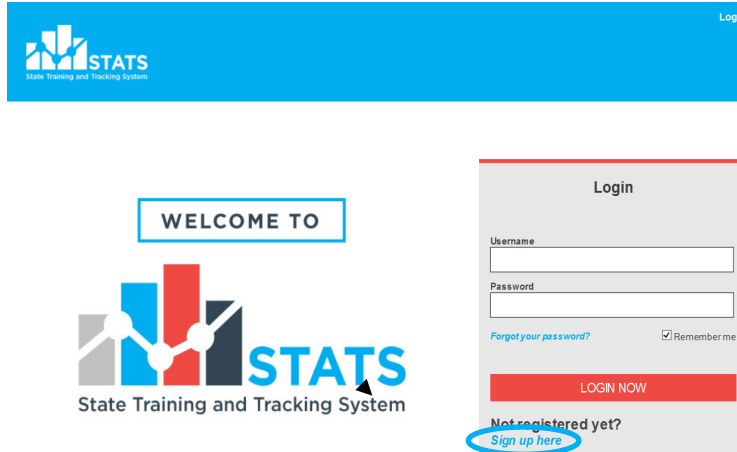 Log
STATS
State Training and Tracking System
WELCOME TO
STATS
State Training and Tracking System
Login
Username
Password
Forgot your password? Remember me
LOGIN NOW
Not registered yet?
Sign up here